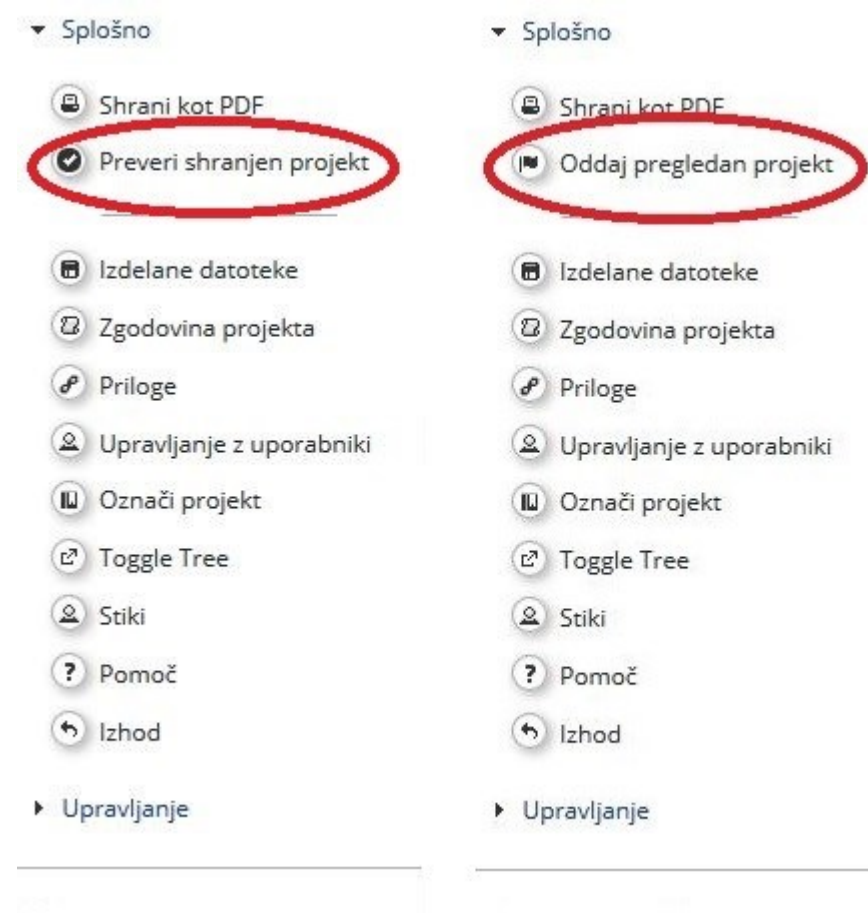 Splošno
Shrani kot PDF
Preveri shranjen projekt
Izdelane datoteke
Zgodovina projekta
Priloge
Upravljanje z uporabniki
Označi projekt
Toggle Tree
Stiki
Pomoč
Izhod
Upravljanje
Splošno
Shrani kot PDF
Oddaj pregledan projekt
Izdelane datoteke
Zgodovina projekta
Priloge
Upravljanje z uporabniki
Označi projekt
Toggle Tree
Stiki
Pomoč
Izhod
Upravljanje